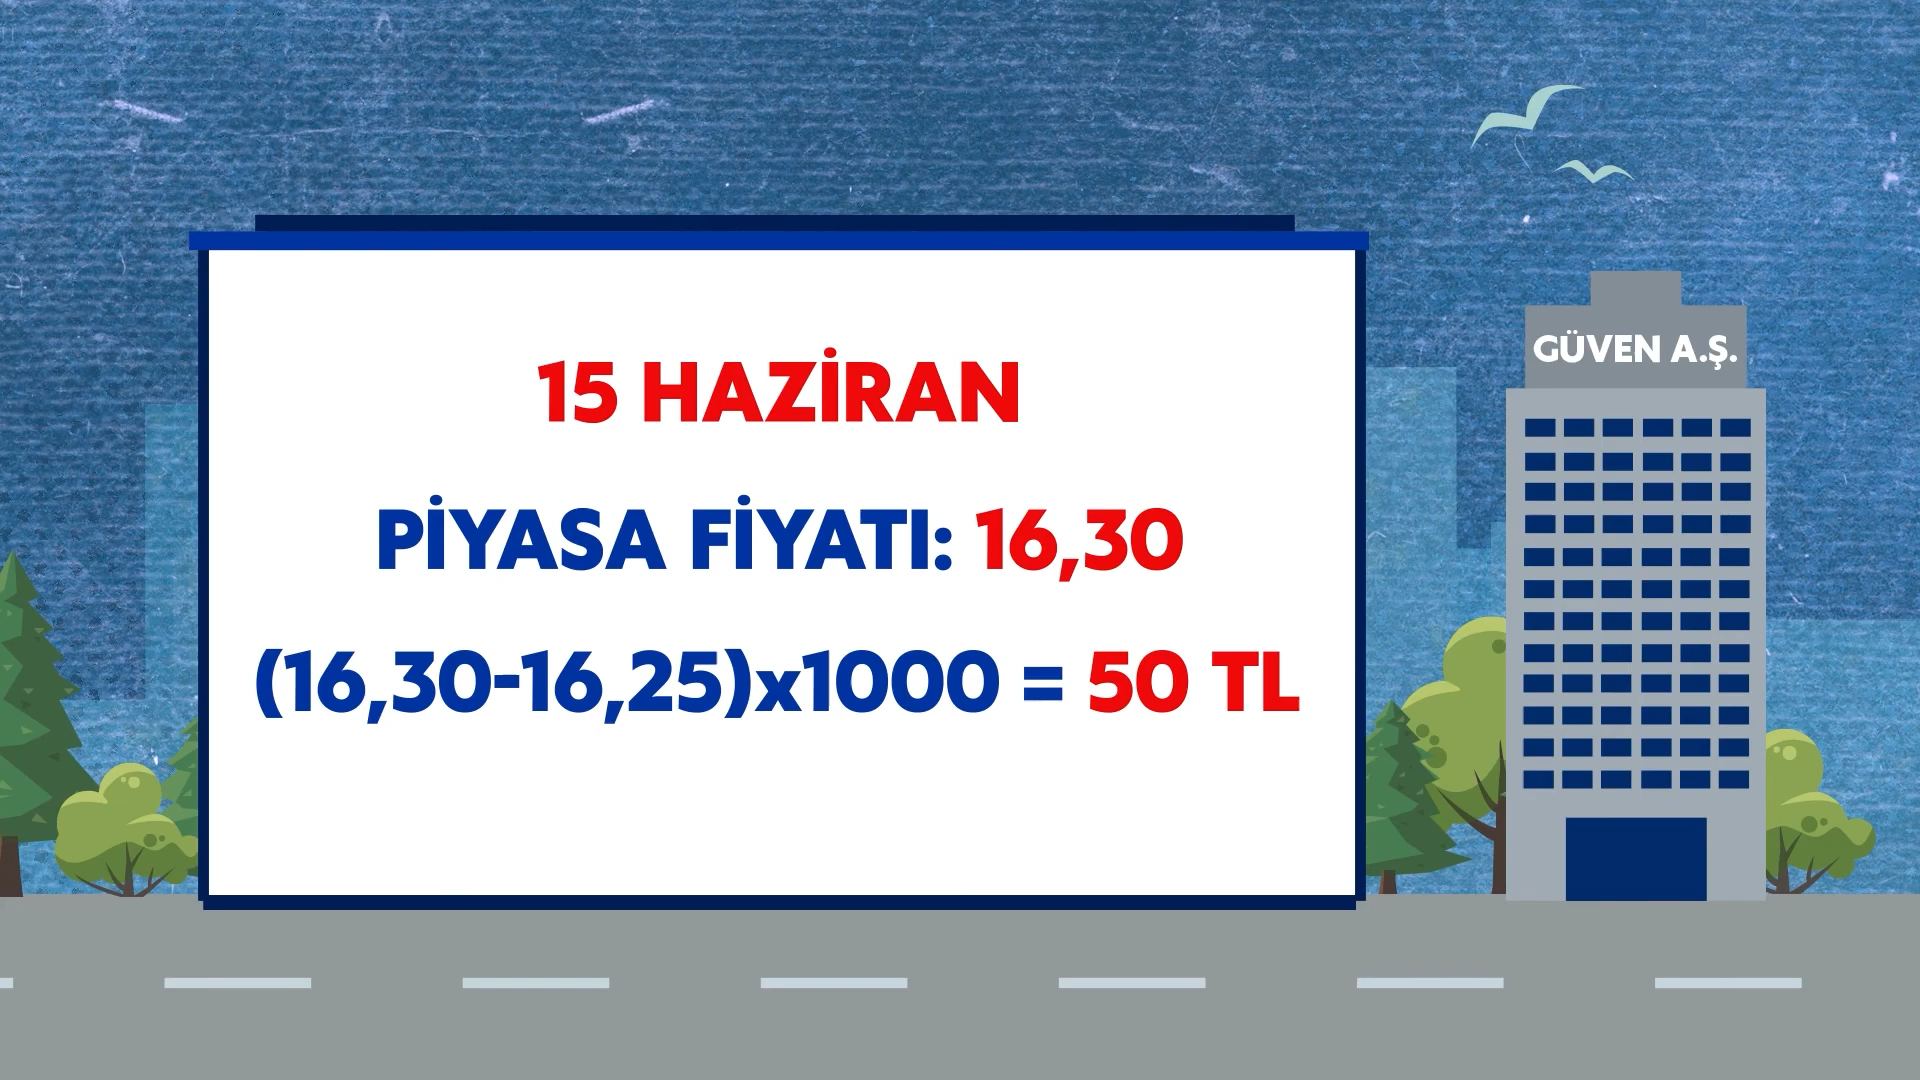 15 HAZİRAN
PİYASA FİYATI: 16,30
(16,30-16,25)x1000 = 50 TL
GÜVEN A.Ş.